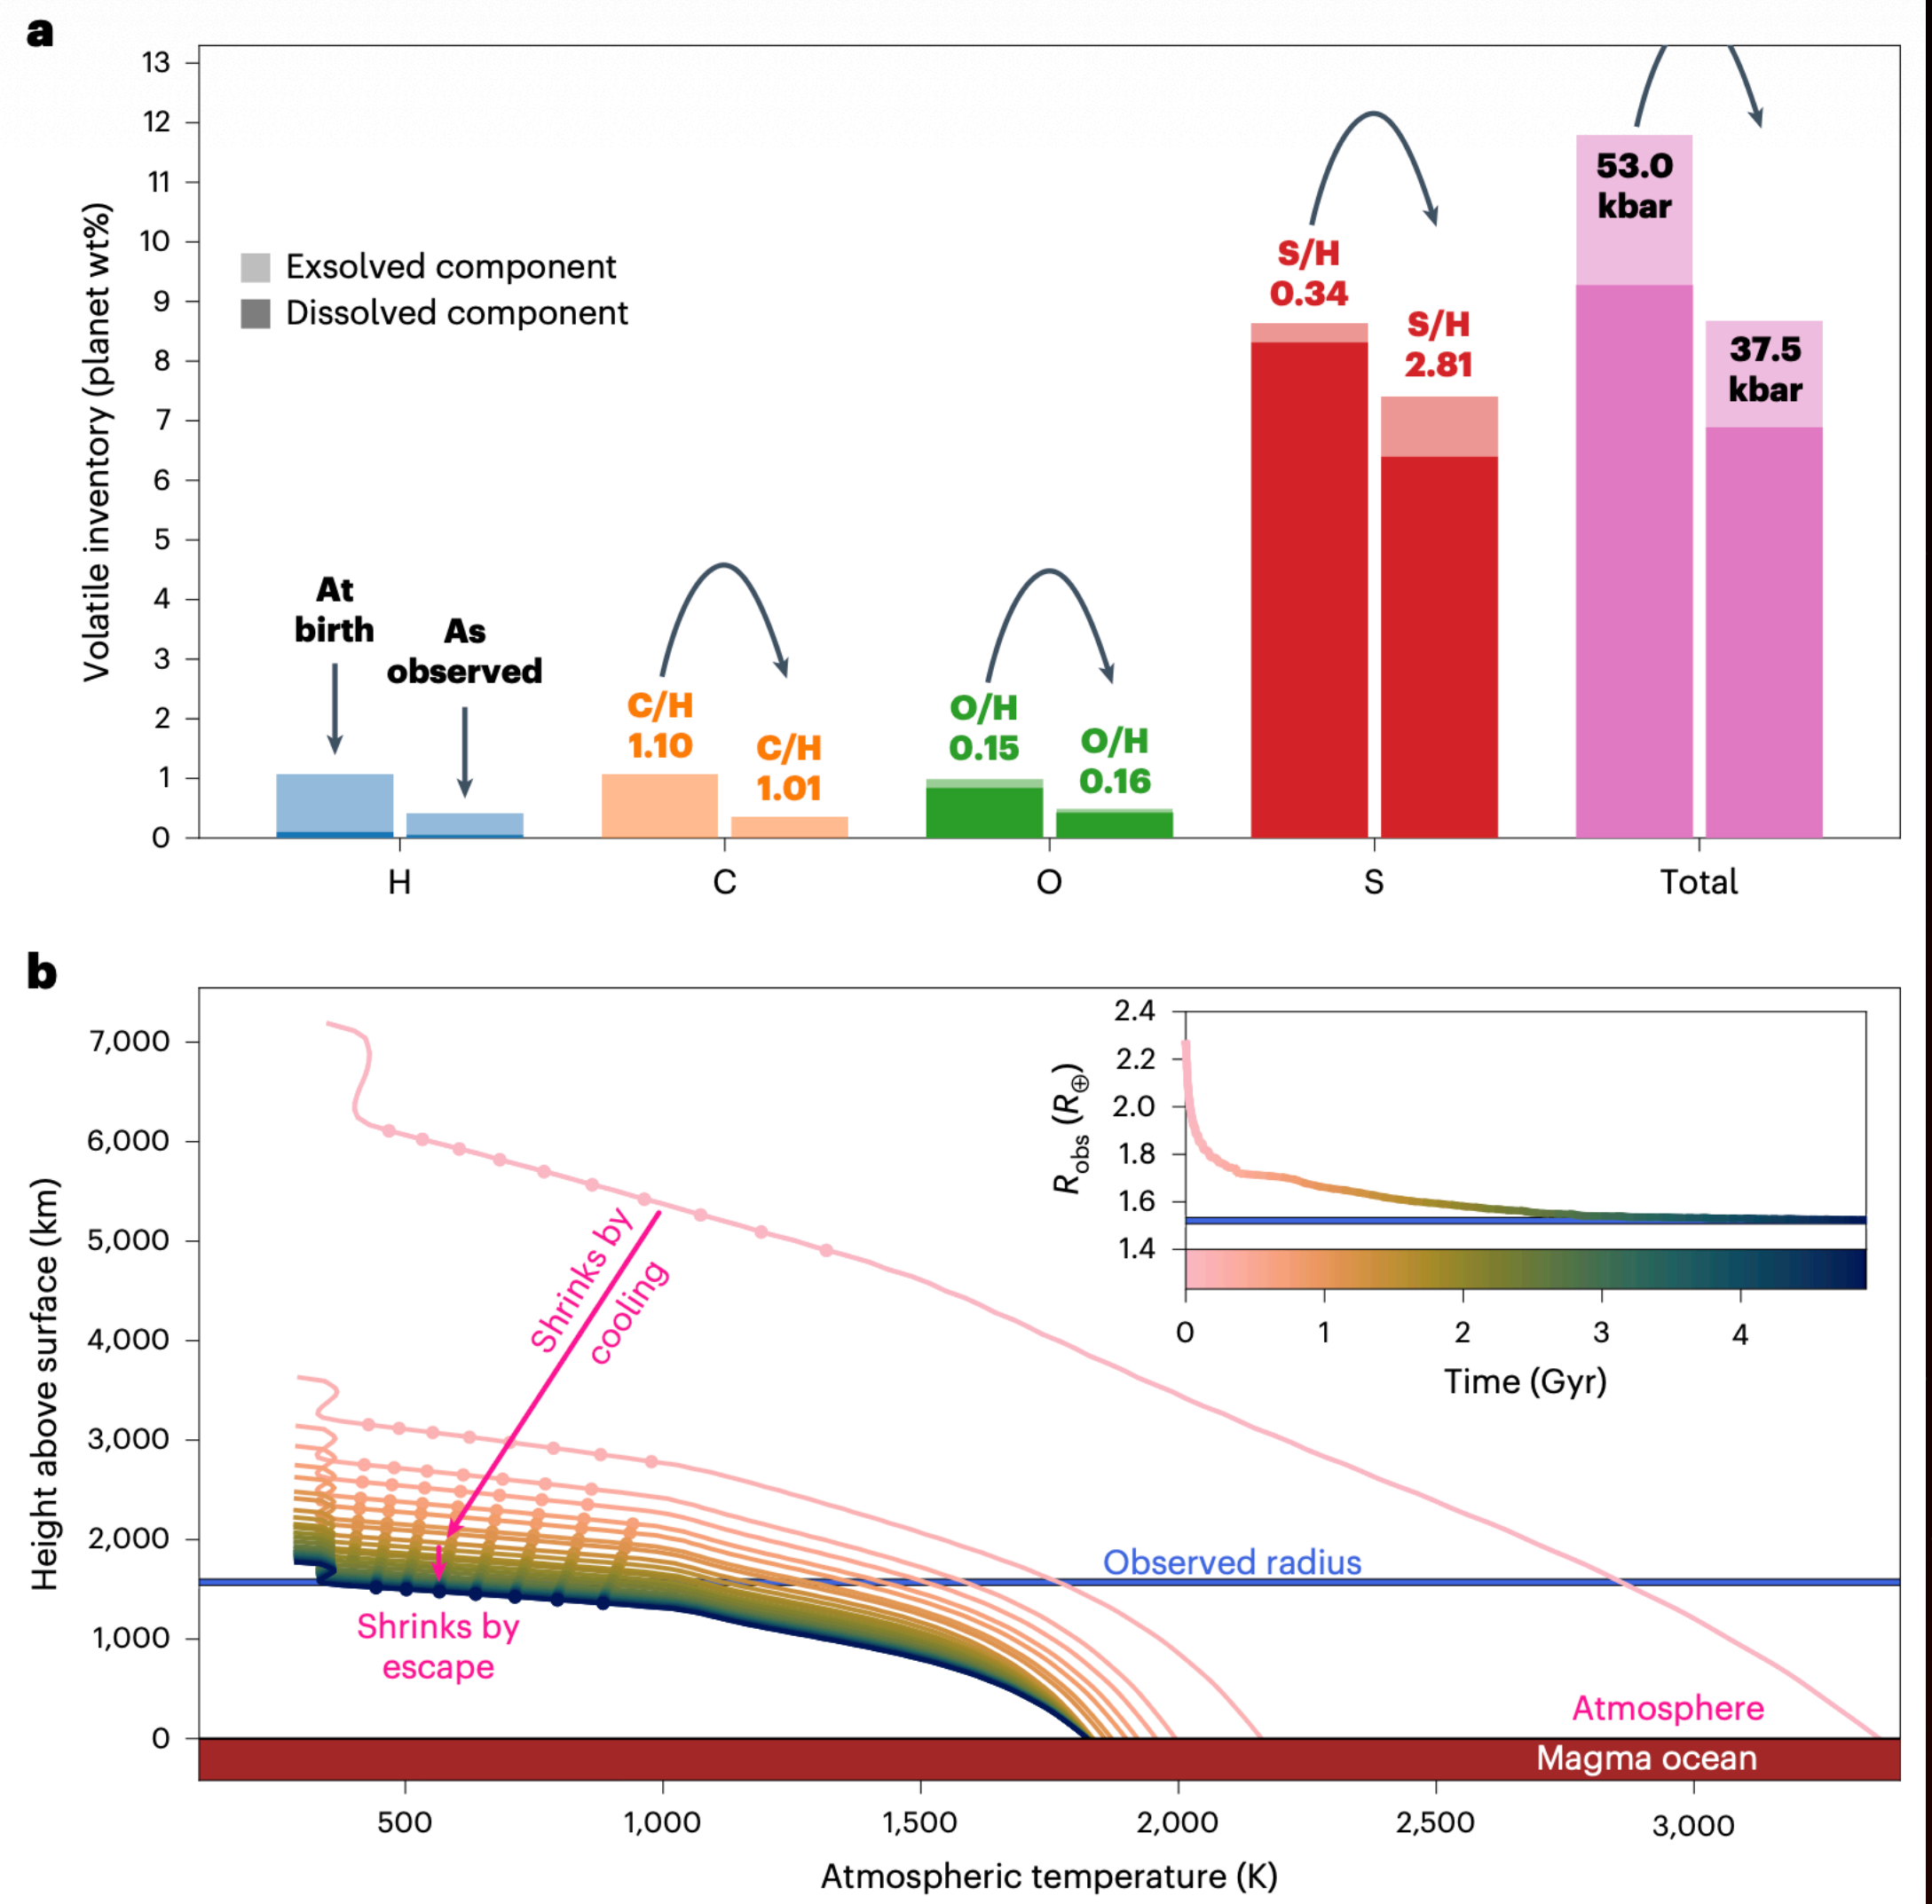 a
13
12
11
10
9
8
7
6
5
4
3
2
1
0
Volatile inventory (planet wt%)
Exsolved component
Dissolved component
At
birth
As
observed
C/H
1.10
C/H
1.01
O/H
0.15
O/H
0.16
S/H
0.34
S/H
2.81
53.0
kbar
37.5
kbar
H
C
O
S
Total
b
7,000
6,000
5,000
4,000
3,000
2,000
1,000
0
Height above surface (km)
Shrinks by
cooling
Shrinks by
escape
2.4
2.2
2.0
1.8
1.6
1.4
R_obs (R_⊕)
0
1
2
3
4
Time (Gyr)
Observed radius
Atmosphere
Magma ocean
500
1,000
1,500
2,000
2,500
3,000
Atmospheric temperature (K)